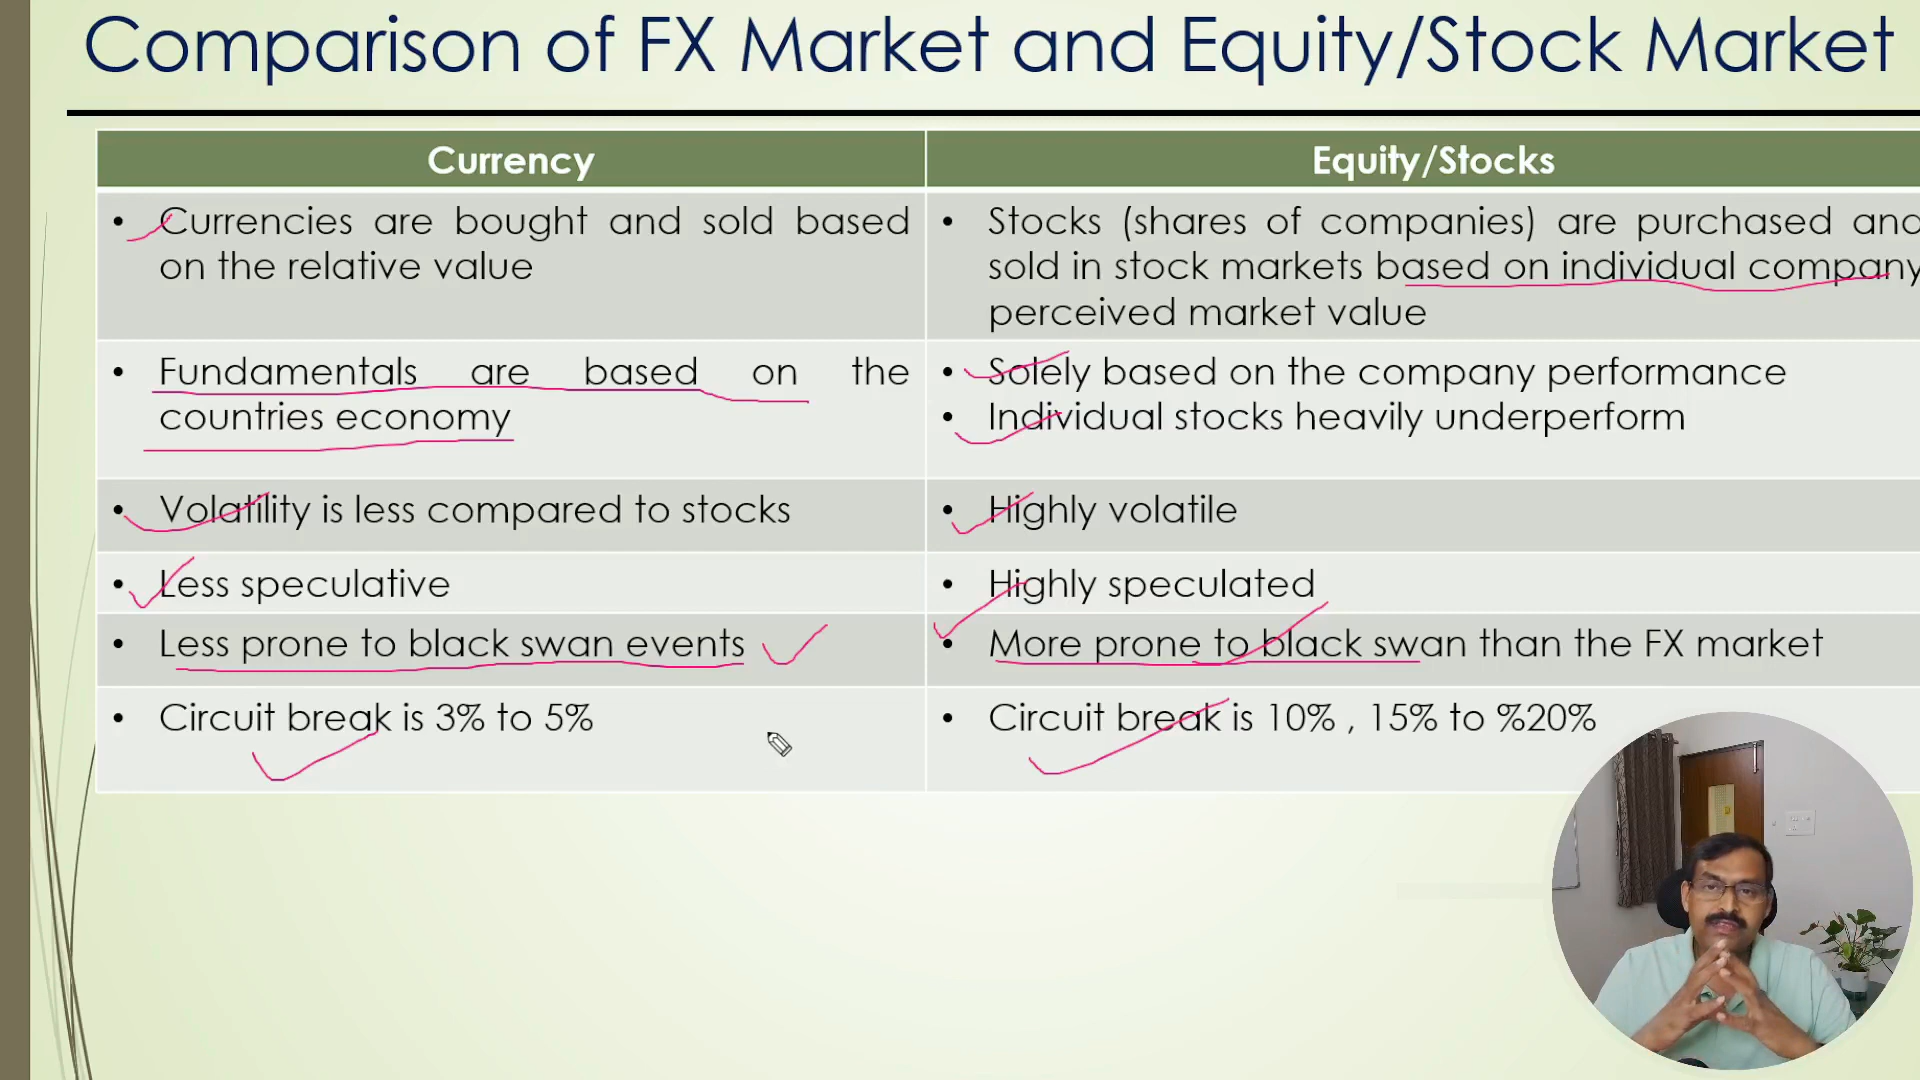 Comparison of FX Market and Equity/Stock Market
Currency
Equity/Stocks
• Currencies are bought and sold based
on the relative value
• Stocks (shares of companies) are purchased and
sold in stock markets based on individual company
perceived market value
• Fundamentals are based on the
countries economy
• Solely based on the company performance
• Individual stocks heavily underperform
• Volatility is less compared to stocks
• Highly volatile
• Less speculative
• Highly speculated
• Less prone to black swan events
• More prone to black swan than the FX market
• Circuit break is 3% to 5%
• Circuit break is 10% , 15% to %20%